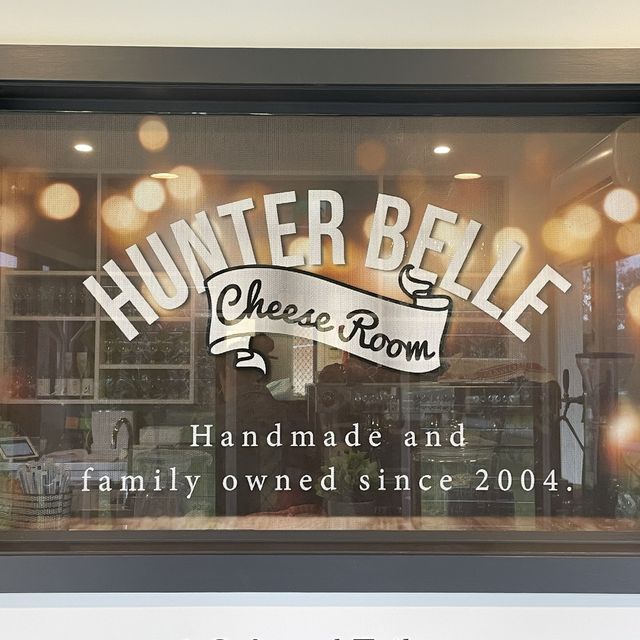 HUNTER BELLE
Cheese Room
Handmade and
family owned since 2004.